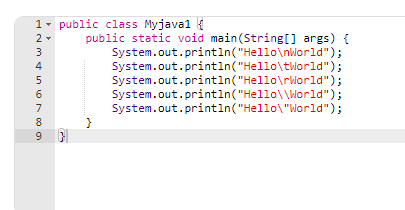 1 public class Myjava1 {
2     public static void main(String[] args) {
3         System.out.println("Hello\nWorld");
4         System.out.println("Hello\tWorld");
5         System.out.println("Hello\rWorld");
6         System.out.println("Hello\\World");
7         System.out.println("Hello\"World");
8     }
9 }